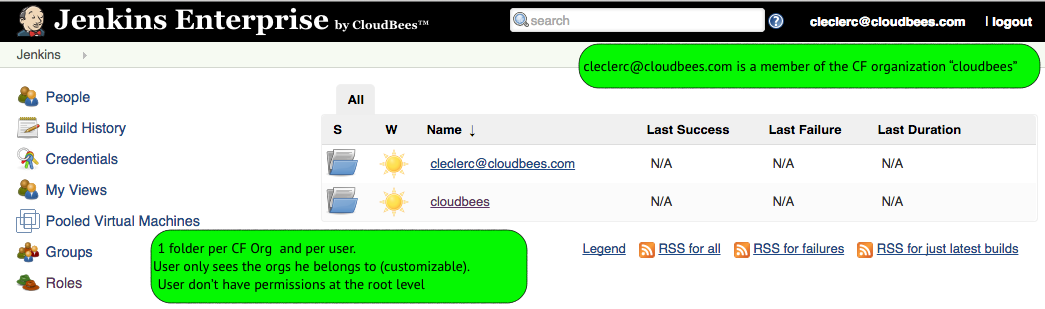 Jenkins Enterprise by CloudBees™
search
cleclerc@cloudbees.com | logout
Jenkins
cleclerc@cloudbees.com is a member of the CF organization “cloudbees”
People
Build History
Credentials
My Views
Pooled Virtual Machines
Groups
Roles
All
S W Name ↓ Last Success Last Failure Last Duration
cleclerc@cloudbees.com N/A N/A N/A
cloudbees N/A N/A N/A
1 folder per CF Org and per user.
User only sees the orgs he belongs to (customizable).
User don't have permissions at the root level
Legend RSS for all RSS for failures RSS for just latest builds